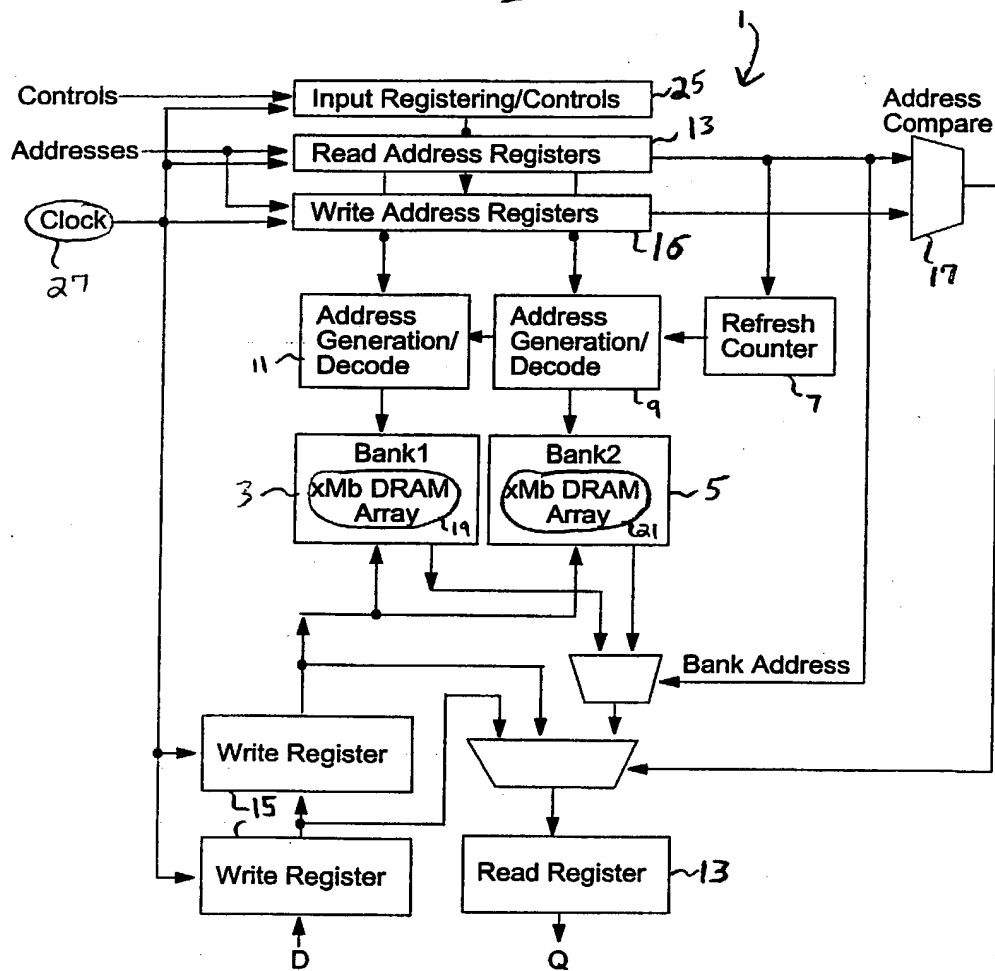 1
Controls
Input Registering/Controls
25
Address
Compare
13
Addresses
Read Address Registers
Write Address Registers
Clock
16
27
17
Address
Generation/
Decode
11
Address
Generation/
Decode
9
Refresh
Counter
7
Bank1
xMb DRAM
Array
3
19
Bank2
xMb DRAM
Array
5
21
Bank Address
Write Register
15
Write Register
Read Register
13
D
Q